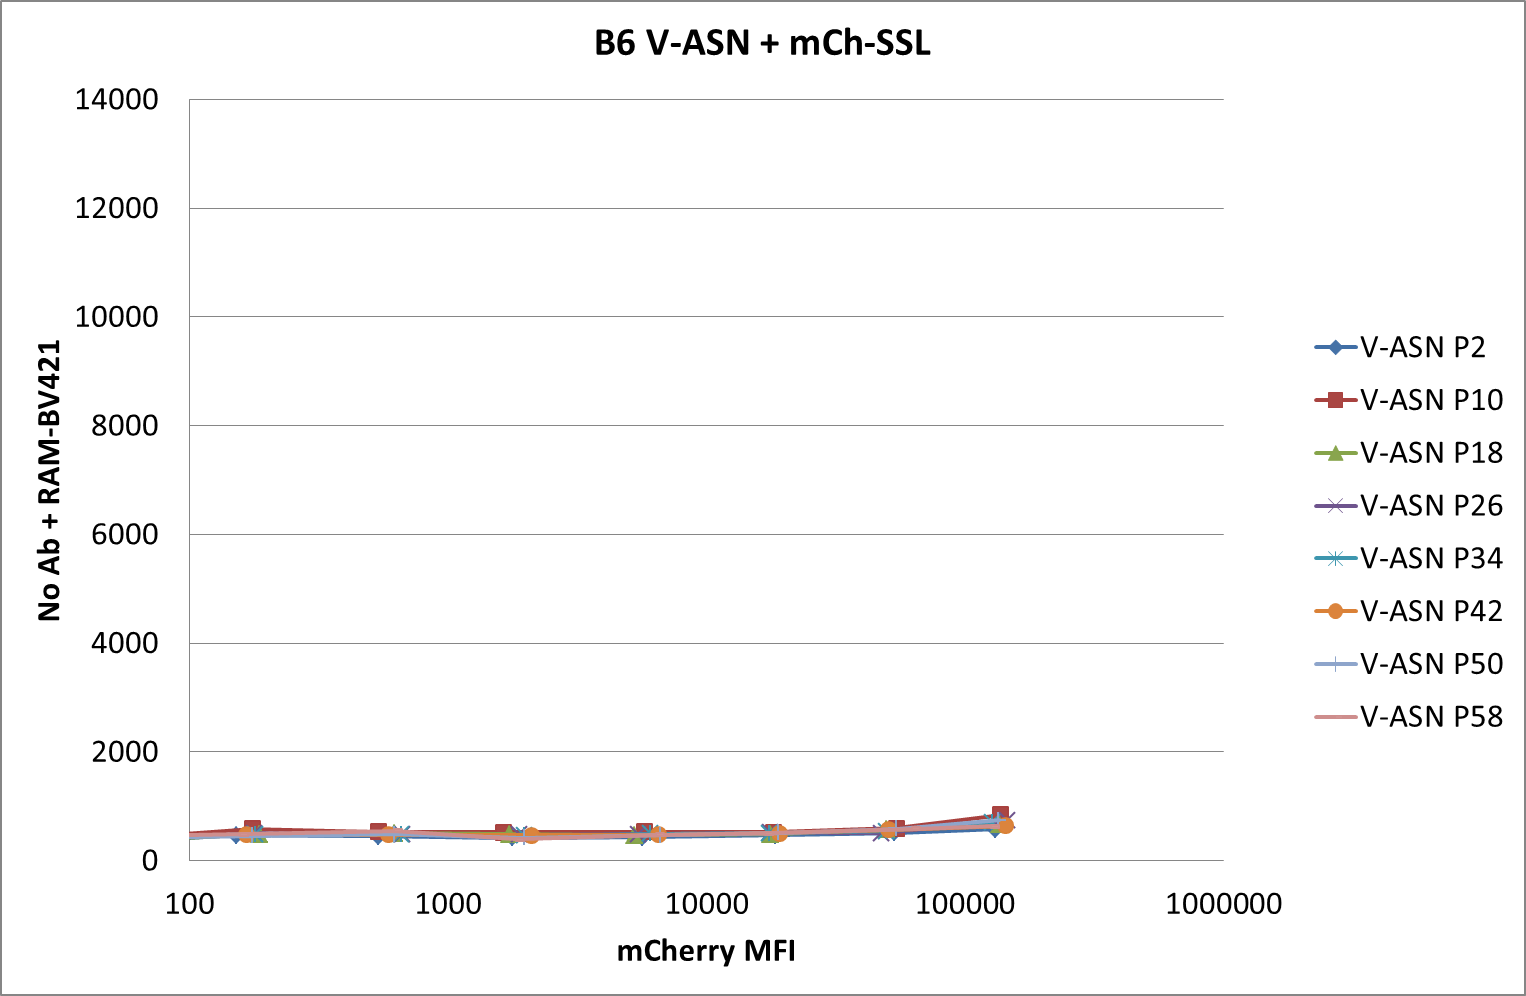 B6 V-ASN + mCh-SSL
14000
12000
10000
8000
6000
4000
2000
0
No Ab + RAM-BV421
100 1000 10000 100000 1000000
mCherry MFI
V-ASN P2
V-ASN P10
V-ASN P18
V-ASN P26
V-ASN P34
V-ASN P42
V-ASN P50
V-ASN P58